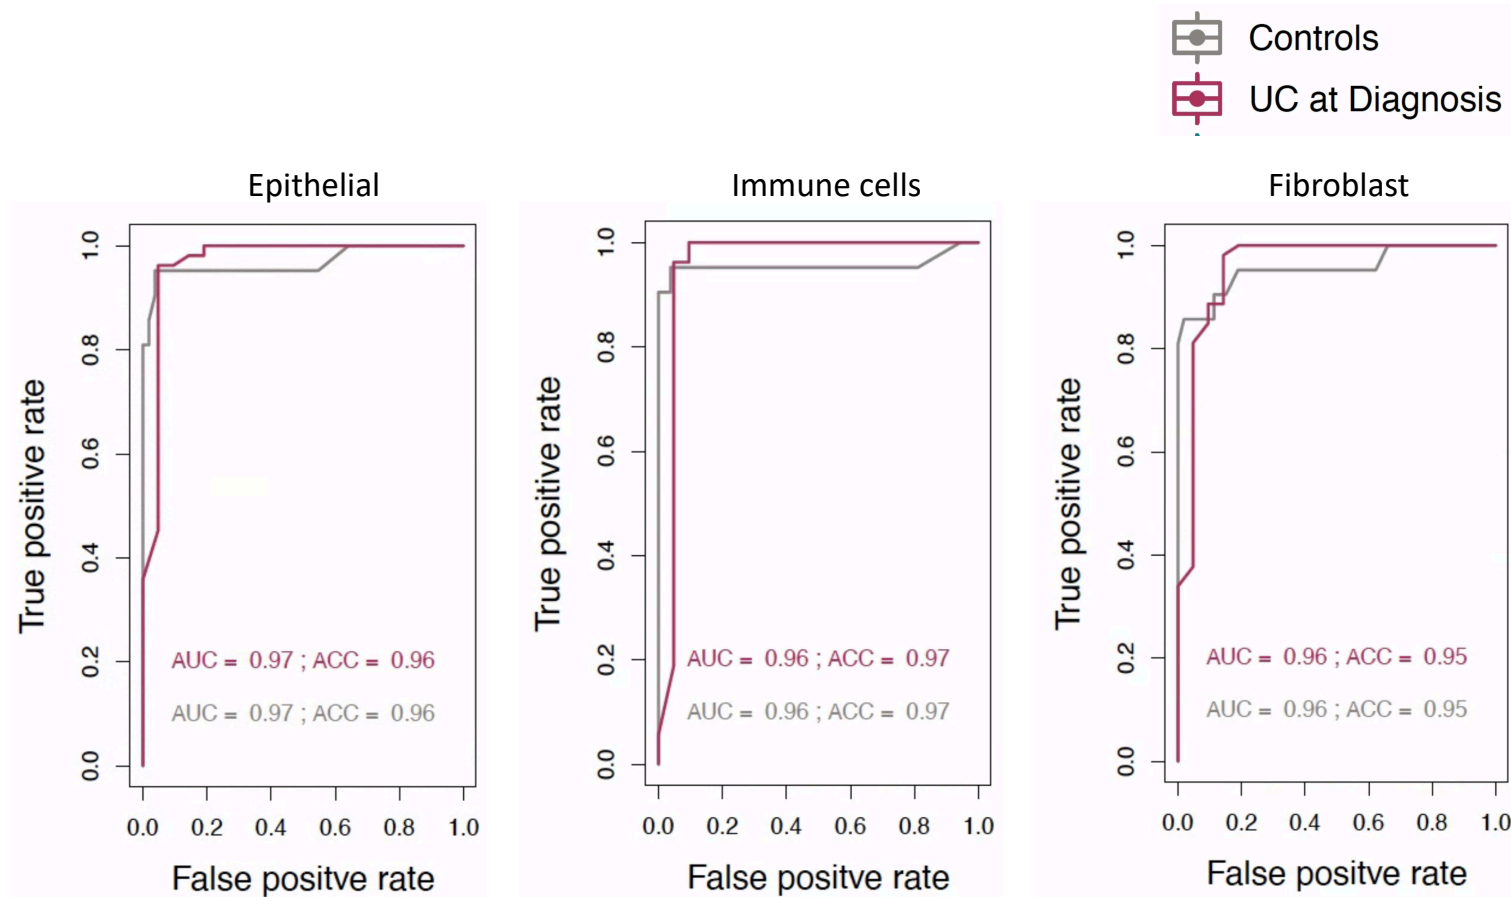 Controls
UC at Diagnosis
Epithelial
True positive rate
0.0 0.2 0.4 0.6 0.8 1.0
AUC = 0.97 ; ACC = 0.96
AUC = 0.97 ; ACC = 0.96
0.0 0.2 0.4 0.6 0.8 1.0
False positve rate
Immune cells
True positive rate
0.0 0.2 0.4 0.6 0.8 1.0
AUC = 0.96 ; ACC = 0.97
AUC = 0.96 ; ACC = 0.97
0.0 0.2 0.4 0.6 0.8 1.0
False positve rate
Fibroblast
True positive rate
0.0 0.2 0.4 0.6 0.8 1.0
AUC = 0.96 ; ACC = 0.95
AUC = 0.96 ; ACC = 0.95
0.0 0.2 0.4 0.6 0.8 1.0
False positve rate